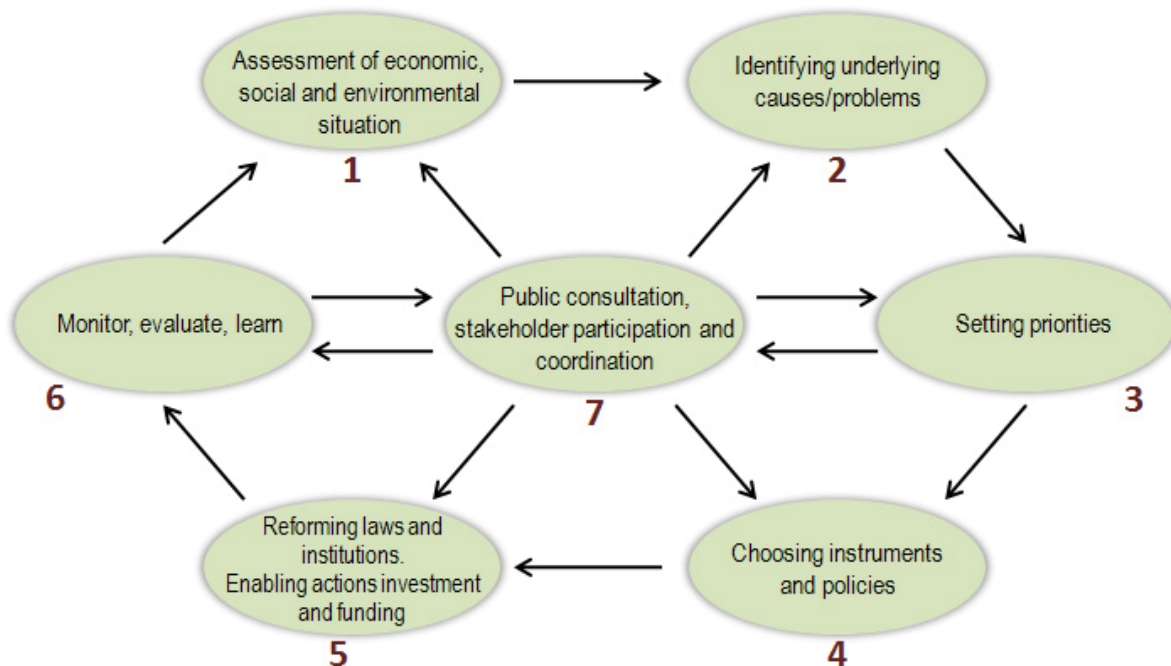 Assessment of economic,
social and environmental
situation
1
Identifying underlying
causes/problems
2
Monitor, evaluate, learn
6
Public consultation,
stakeholder participation and
coordination
7
Setting priorities
3
Reforming laws and
institutions.
Enabling actions investment
and funding
5
Choosing instruments
and policies
4